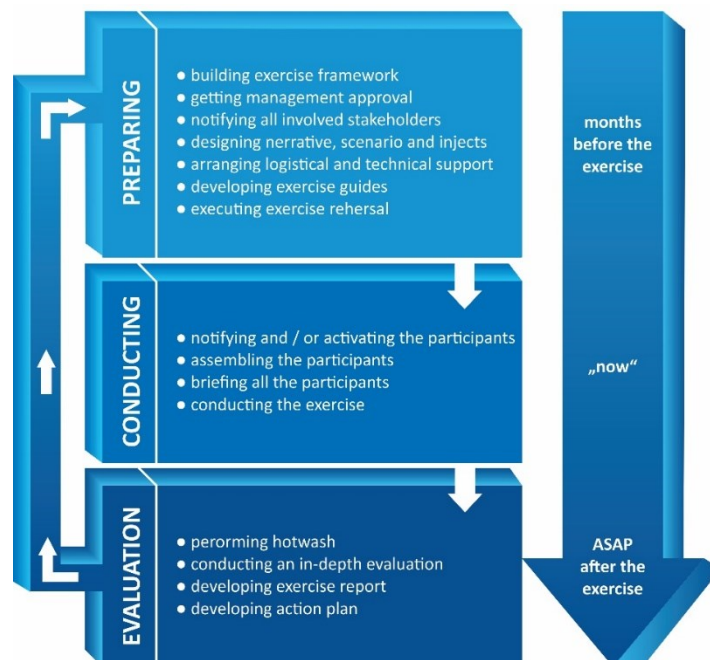 PREPARING
● building exercise framework
● getting management approval
● notifying all involved stakeholders
● designing nerrative, scenario and injects
● arranging logistical and technical support
● developing exercise guides
● executing exercise rehersal
months
before the
exercise
CONDUCTING
● notifying and / or activating the participants
● assembling the participants
● briefing all the participants
● conducting the exercise
„now“
EVALUATION
● perorming hotwash
● conducting an in-depth evaluation
● developing exercise report
● developing action plan
ASAP
after the
exercise